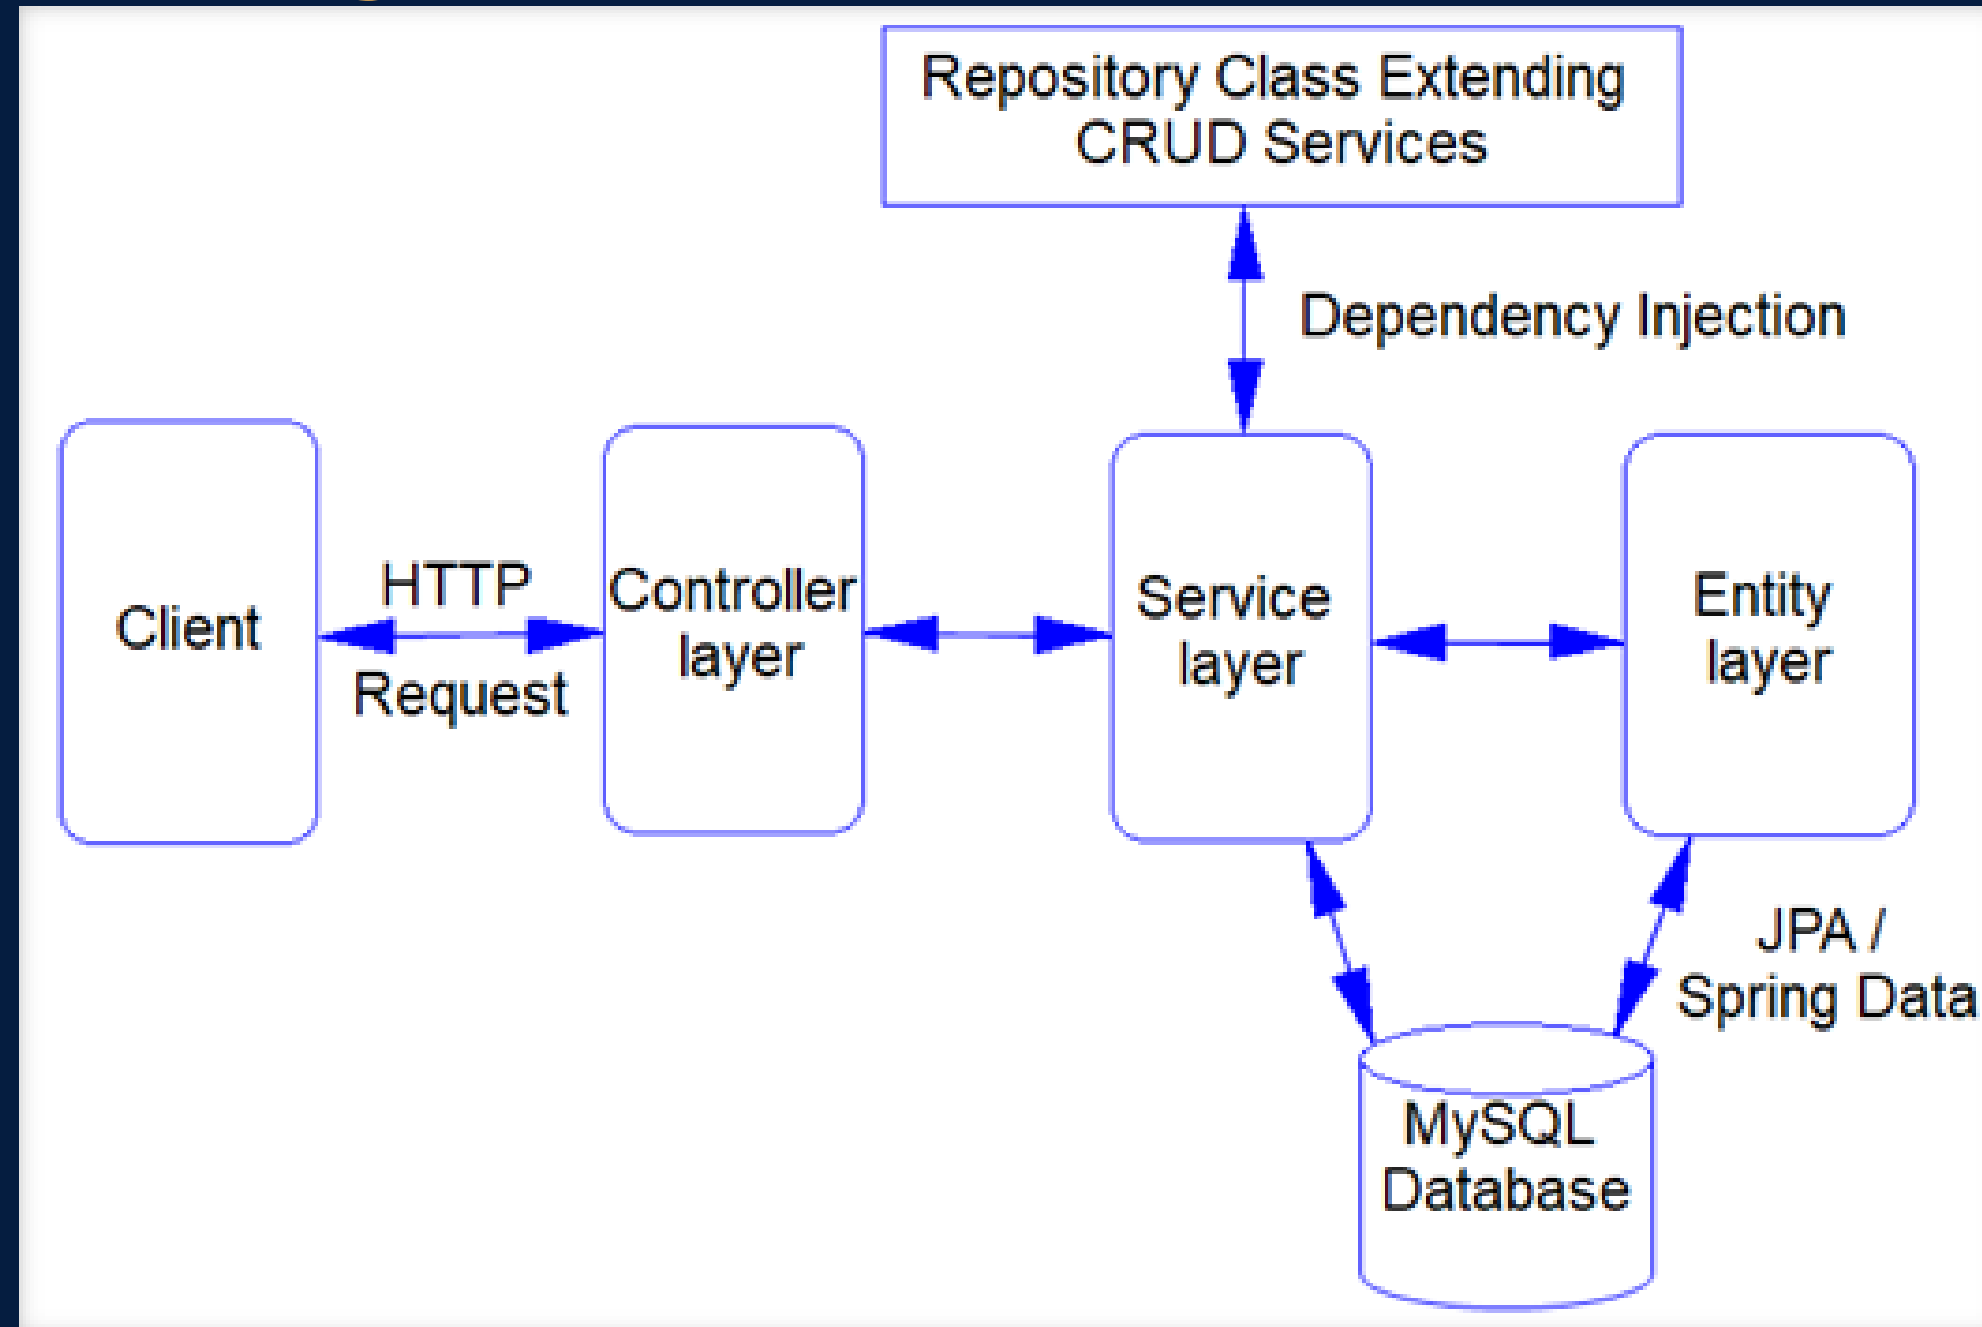 Repository Class Extending
CRUD Services
Dependency Injection
Client
HTTP
Request
Controller
layer
Service
layer
Entity
layer
JPA /
Spring Data
MySQL
Database